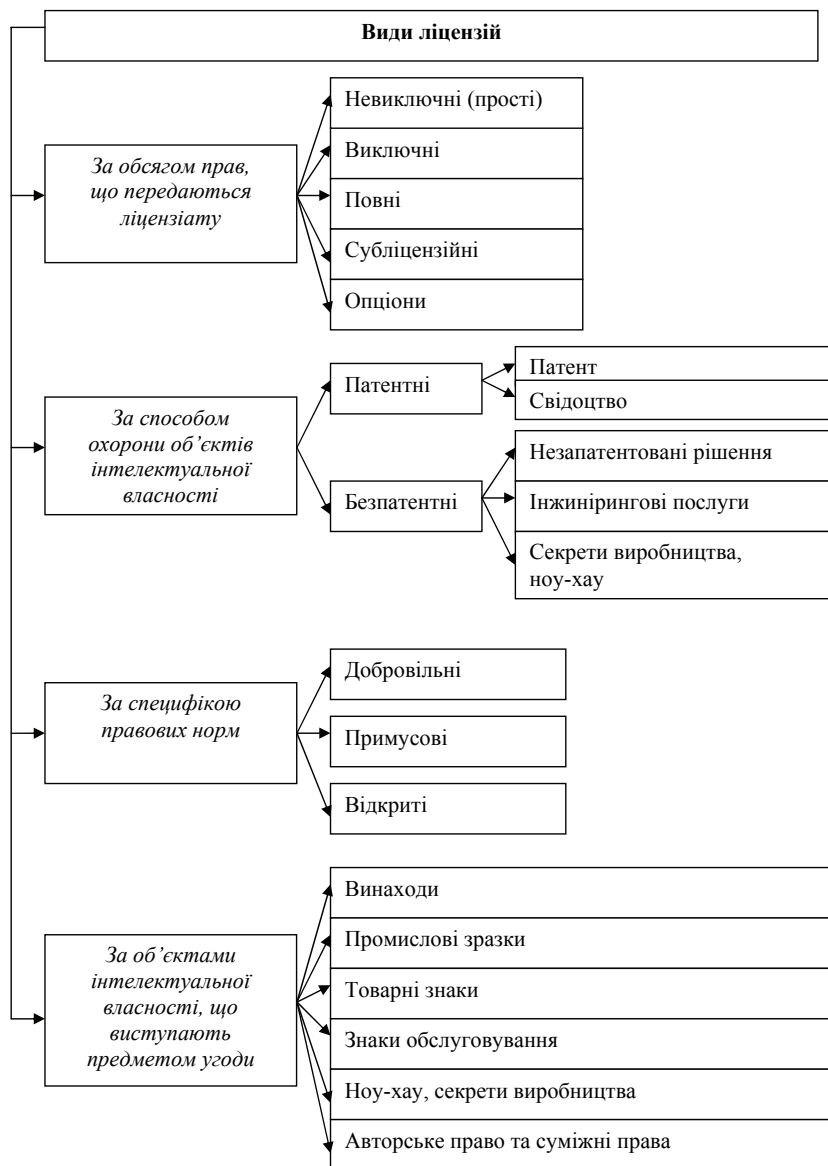 Види ліцензій
За обсягом прав,
що передаються
ліцензіату
Невиключні (прості)
Виключні
Повні
Субліцензійні
Опціони
За способом
охорони об’єктів
інтелектуальної
власності
Патентні
Патент
Свідоцтво
Безпатентні
Незапатентовані рішення
Інжинірингові послуги
Секрети виробництва,
ноу-хау
За специфікою
правових норм
Добровільні
Примусові
Відкриті
За об’єктами
інтелектуальної
власності, що
виступають
предметом угоди
Винаходи
Промислові зразки
Товарні знаки
Знаки обслуговування
Ноу-хау, секрети виробництва
Авторське право та суміжні права